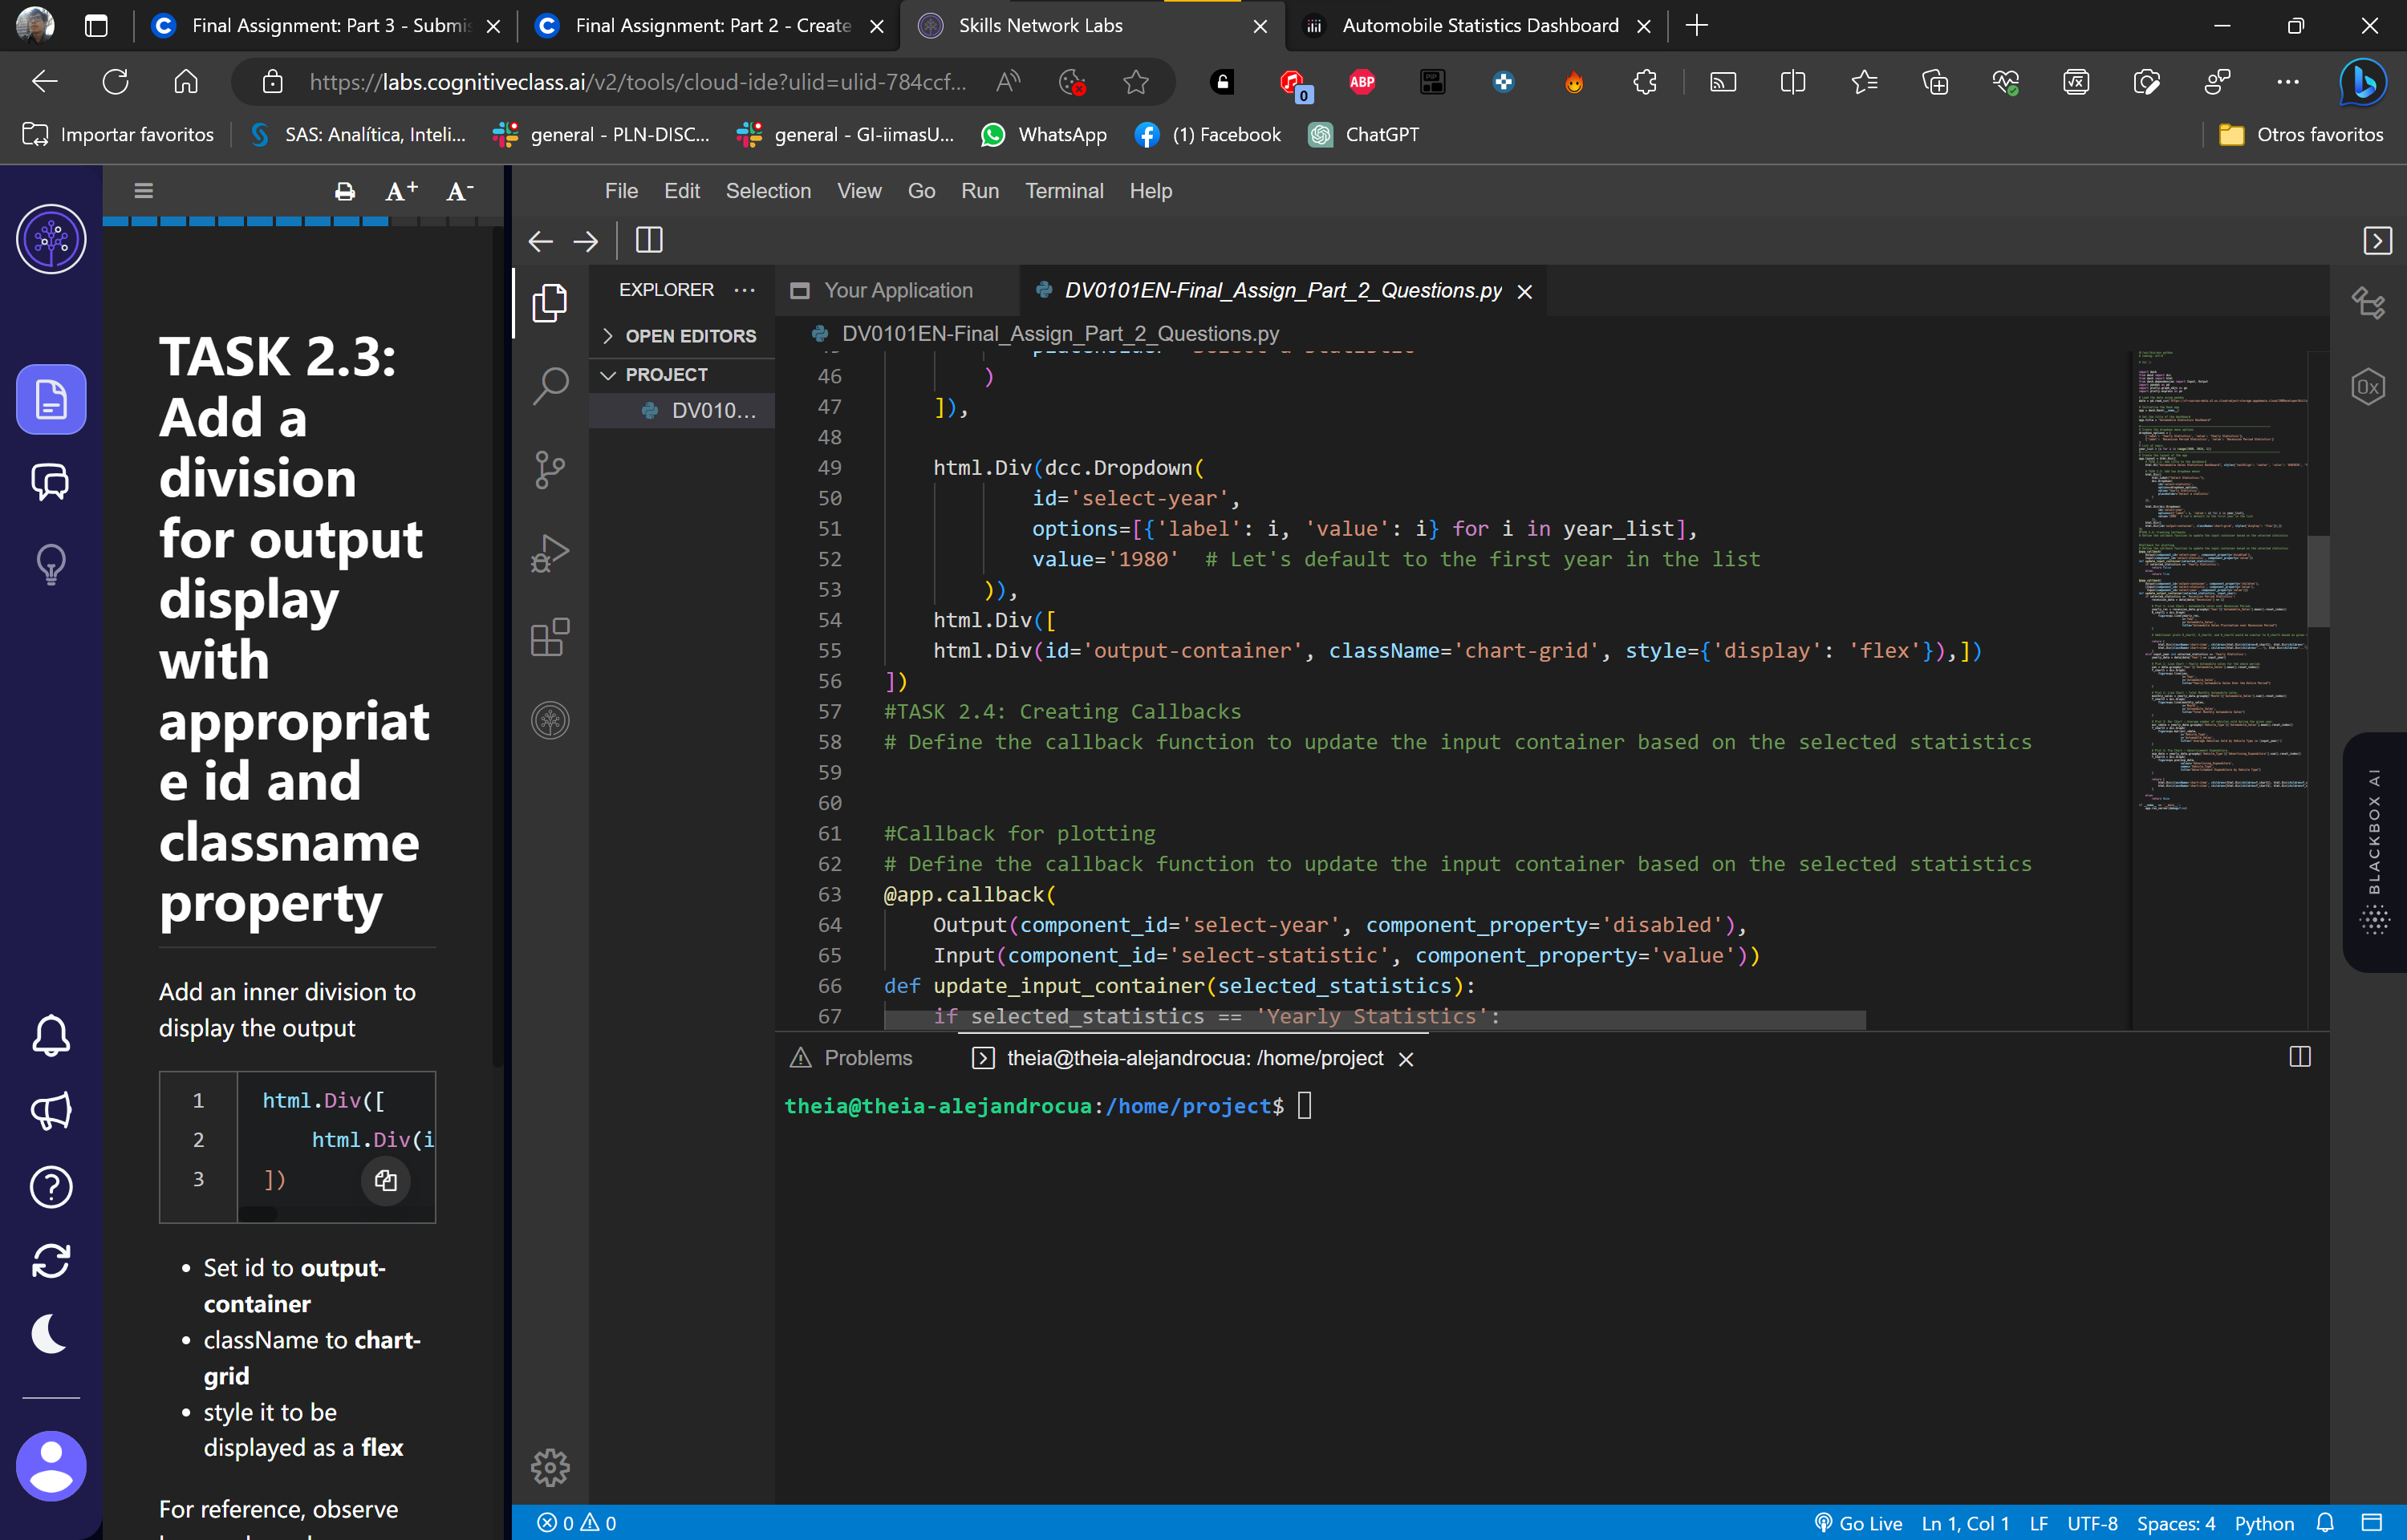 Final Assignment: Part 3 - Submis
Final Assignment: Part 2 - Create
Skills Network Labs
Automobile Statistics Dashboard
https://labs.cognitiveclass.ai/v2/tools/cloud-ide?ulid=ulid-784ccf...
0
ABP
Importar favoritos
SAS: Analítica, Inteli...
general - PLN-DISC...
general - GI-iimasU...
WhatsApp
(1) Facebook
ChatGPT
Otros favoritos
A+
A-
File Edit Selection View Go Run Terminal Help
TASK 2.3:
Add a
division
for output
display
with
appropriat
e id and
classname
property
Add an inner division to
display the output
1 html.Div([
2 html.Div(i
3 ])
• Set id to output-
container
• className to chart-
grid
• style it to be
displayed as a flex
For reference, observe
EXPLORER
OPEN EDITORS
PROJECT
DV010...
Your Application
DV0101EN-Final_Assign_Part_2_Questions.py
DV0101EN-Final_Assign_Part_2_Questions.py
46 )
47 ]),
48
49 html.Div(dcc.Dropdown(
50 id='select-year',
51 options=[{'label': i, 'value': i} for i in year_list],
52 value='1980' # Let's default to the first year in the list
53 )),
54 html.Div([
55 html.Div(id='output-container', className='chart-grid', style={'display': 'flex'}),])
56 ])
57 #TASK 2.4: Creating Callbacks
58 # Define the callback function to update the input container based on the selected statistics
59
60
61 #Callback for plotting
62 # Define the callback function to update the input container based on the selected statistics
63 @app.callback(
64 Output(component_id='select-year', component_property='disabled'),
65 Input(component_id='select-statistic', component_property='value'))
66 def update_input_container(selected_statistics):
67 if selected_statistics == 'Yearly Statistics':
0x
BLACKBOX AI
Problems
theia@theia-alejandrocua: /home/project
theia@theia-alejandrocua:/home/project$
0 0
Go Live
Ln 1, Col 1
LF
UTF-8
Spaces: 4
Python